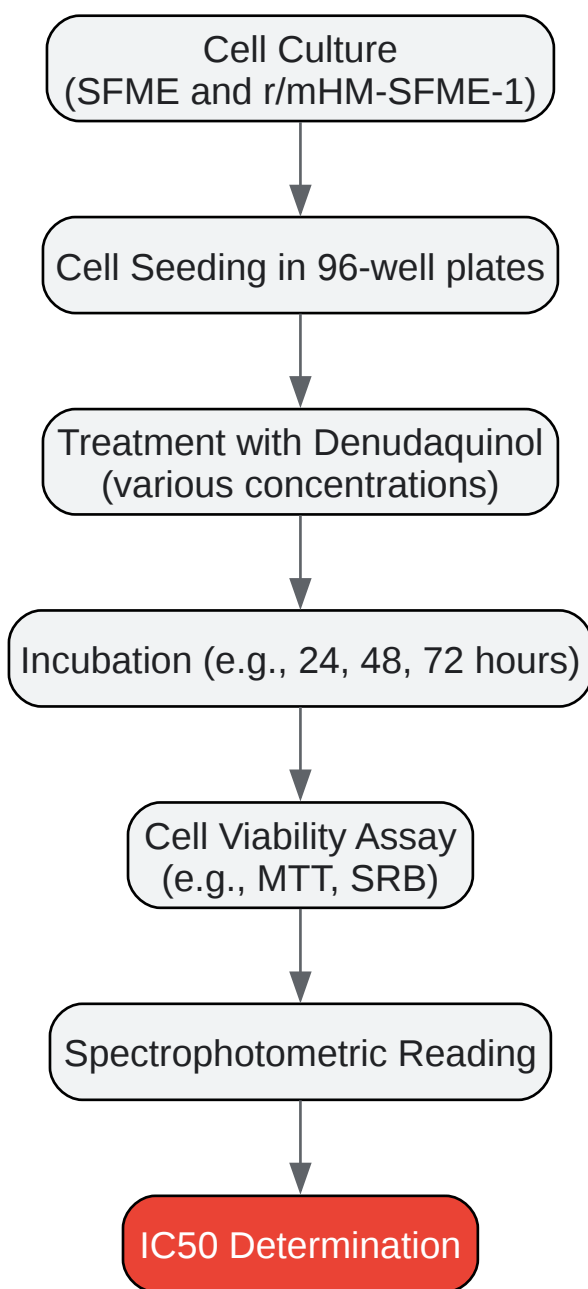 Cell Culture
(SFME and r/mHM-SFME-1)
Cell Seeding in 96-well plates
Treatment with Denudaquinol
(various concentrations)
Incubation (e.g., 24, 48, 72 hours)
Cell Viability Assay
(e.g., MTT, SRB)
Spectrophotometric Reading
IC50 Determination